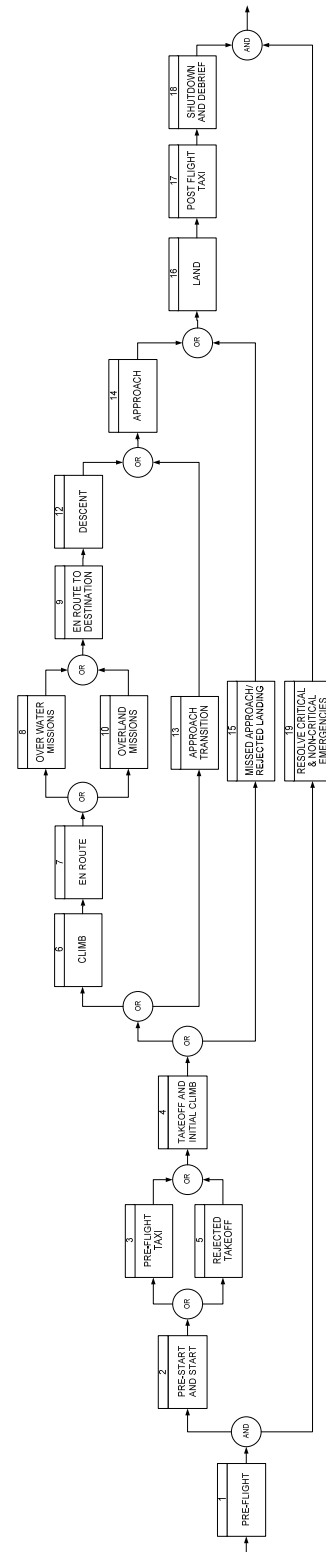 1
PRE-FLIGHT
AND
2
PRE-START
AND START
OR
3
PRE-FLIGHT
TAXI
5
REJECTED
TAKEOFF
OR
4
TAKEOFF AND
INITIAL CLIMB
OR
OR
6
CLIMB
7
EN ROUTE
OR
8
OVER WATER
MISSIONS
10
OVERLAND
MISSIONS
OR
9
EN ROUTE TO
DESTINATION
12
DESCENT
13
APPROACH
TRANSITION
OR
14
APPROACH
15
MISSED APPROACH/
REJECTED LANDING
OR
16
LAND
17
POST FLIGHT
TAXI
18
SHUTDOWN
AND DEBRIEF
19
RESOLVE CRITICAL
& NON-CRITICAL
EMERGENCIES
AND